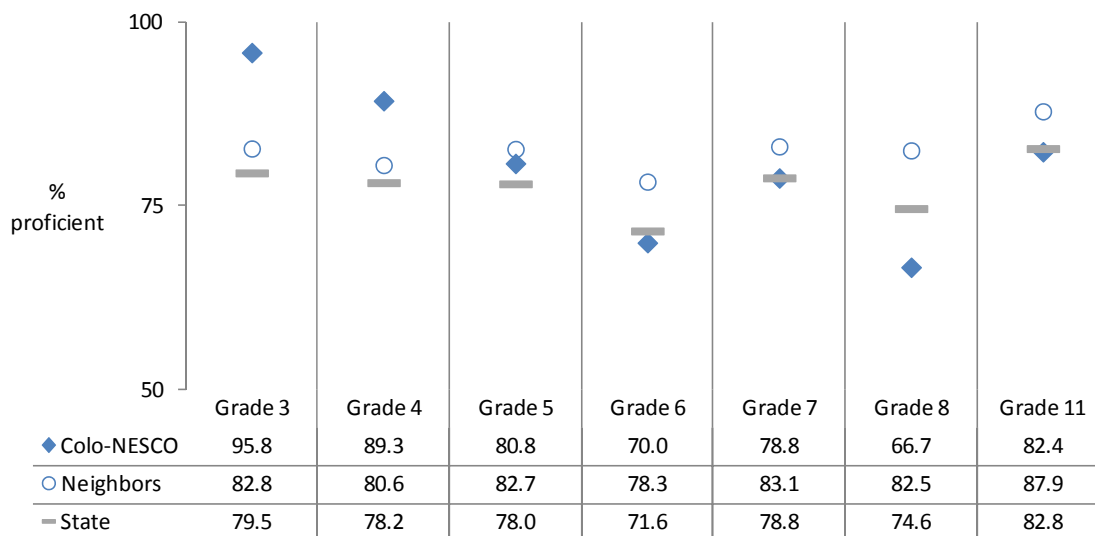 100
75
50
%
proficient
Grade 3 Grade 4 Grade 5 Grade 6 Grade 7 Grade 8 Grade 11
Colo-NESCO 95.8 89.3 80.8 70.0 78.8 66.7 82.4
Neighbors 82.8 80.6 82.7 78.3 83.1 82.5 87.9
State 79.5 78.2 78.0 71.6 78.8 74.6 82.8